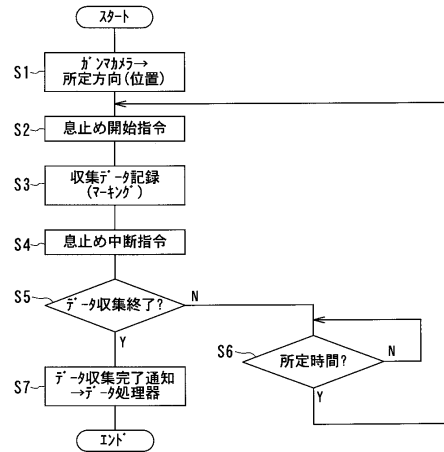 スタート
S1
ガンマカメラ→
所定方向(位置)
S2
息止め開始指令
S3
収集データ記録
(マーキング)
S4
息止め中断指令
S5
データ収集終了?
N
Y
S6
所定時間?
N
Y
S7
データ収集完了通知
→データ処理器
エンド